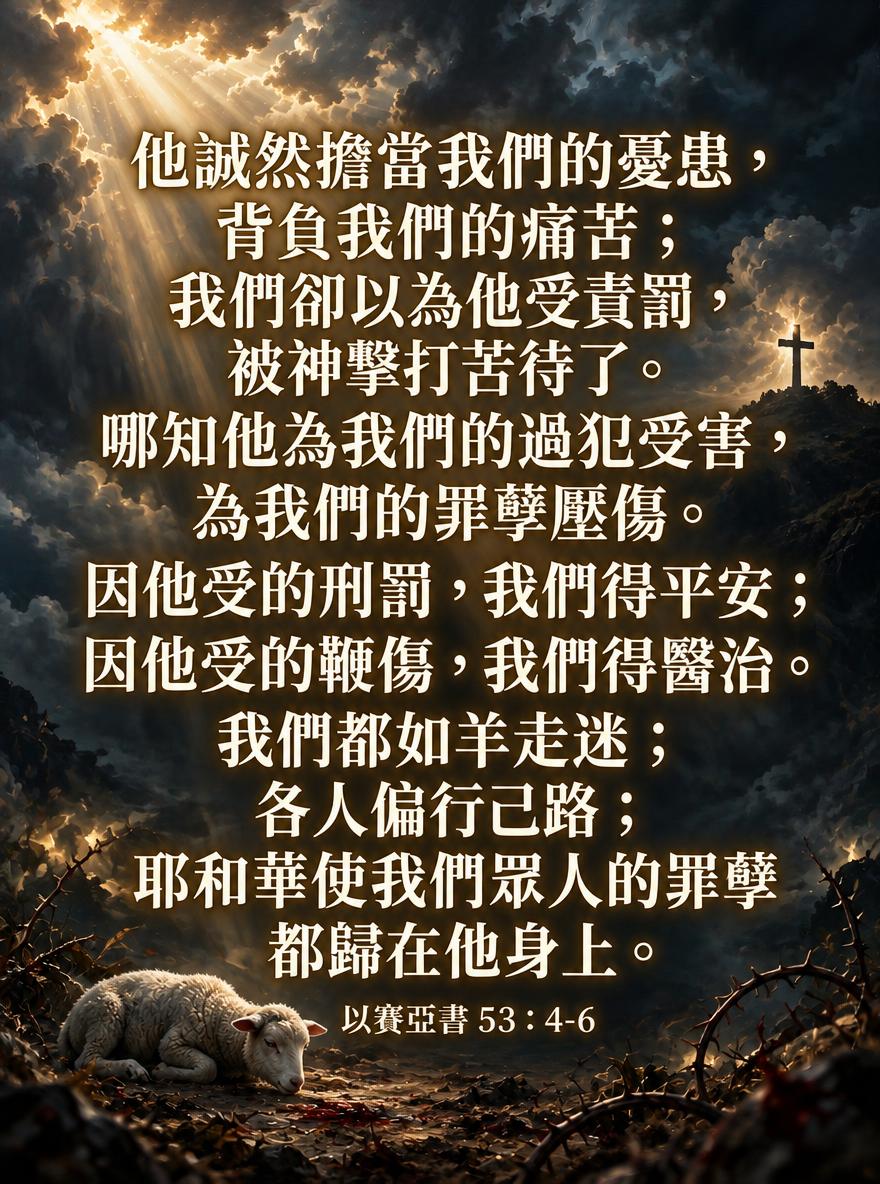 他誠然擔當我們的憂患，
背負我們的痛苦；
我們卻以為他受責罰，
被神擊打苦待了。
哪知他為我們的過犯受害，
為我們的罪孽壓傷。
因他受的刑罰，我們得平安；
因他受的鞭傷，我們得醫治。
我們都如羊走迷；
各人偏行己路；
耶和華使我們眾人的罪孽
都歸在他身上。
以賽亞書 53：4-6